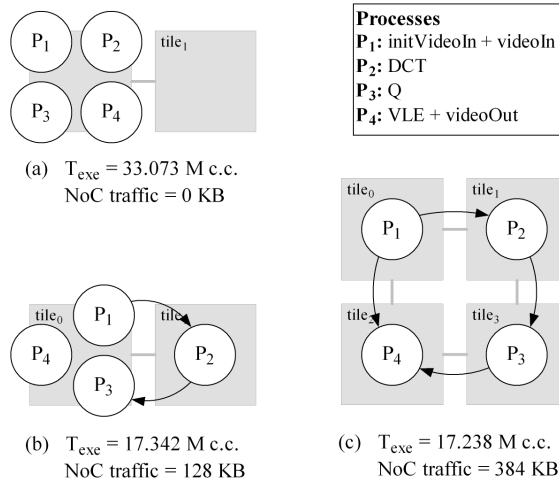 P₁ P₂ tile₁
P₃ P₄
(a) Tₑₓₑ = 33.073 M c.c.
NoC traffic = 0 KB
Processes
P₁: initVideoIn + videoIn
P₂: DCT
P₃: Q
P₄: VLE + videoOut
tile₀ P₁ tile
P₄ P₃ P₂
(b) Tₑₓₑ = 17.342 M c.c.
NoC traffic = 128 KB
tile₀ tile₁
P₁ P₂
tile₂ tile₃
P₄ P₃
(c) Tₑₓₑ = 17.238 M c.c.
NoC traffic = 384 KB